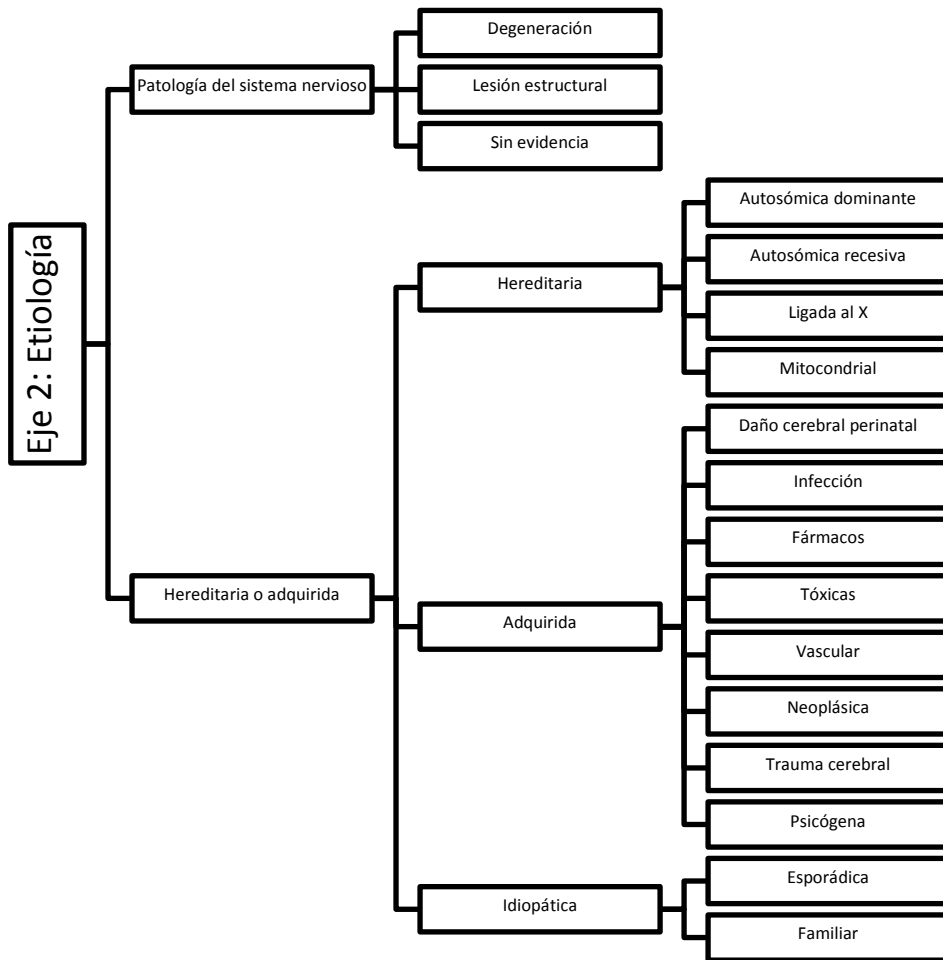 Eje 2: Etiología
Patología del sistema nervioso
Degeneración
Lesión estructural
Sin evidencia
Hereditaria o adquirida
Hereditaria
Autosómica dominante
Autosómica recesiva
Ligada al X
Mitocondrial
Adquirida
Daño cerebral perinatal
Infección
Fármacos
Tóxicas
Vascular
Neoplásica
Trauma cerebral
Psicógena
Idiopática
Esporádica
Familiar